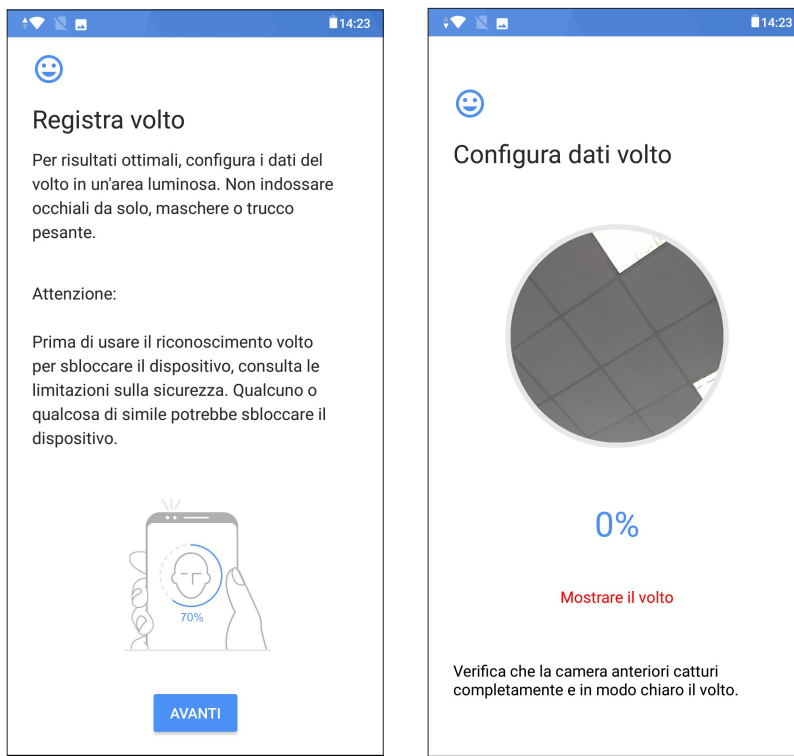 14:23
Registra volto
Per risultati ottimali, configura i dati del
volto in un'area luminosa. Non indossare
occhiali da solo, maschere o trucco
pesante.
Attenzione:
Prima di usare il riconoscimento volto
per sbloccare il dispositivo, consulta le
limitazioni sulla sicurezza. Qualcuno o
qualcosa di simile potrebbe sbloccare il
dispositivo.
70%
AVANTI
14:23
Configura dati volto
0%
Mostrare il volto
Verifica che la camera anteriori catturi
completamente e in modo chiaro il volto.